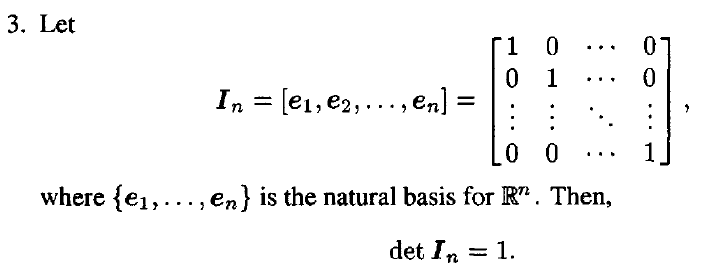 3. Let
I_n = [e_1, e_2, ..., e_n] = [1 0 ⋯ 0
0 1 ⋯ 0
⋮ ⋮ ⋱ ⋮
0 0 ⋯ 1],
where {e_1, ..., e_n} is the natural basis for ℝ^n. Then,
det I_n = 1.